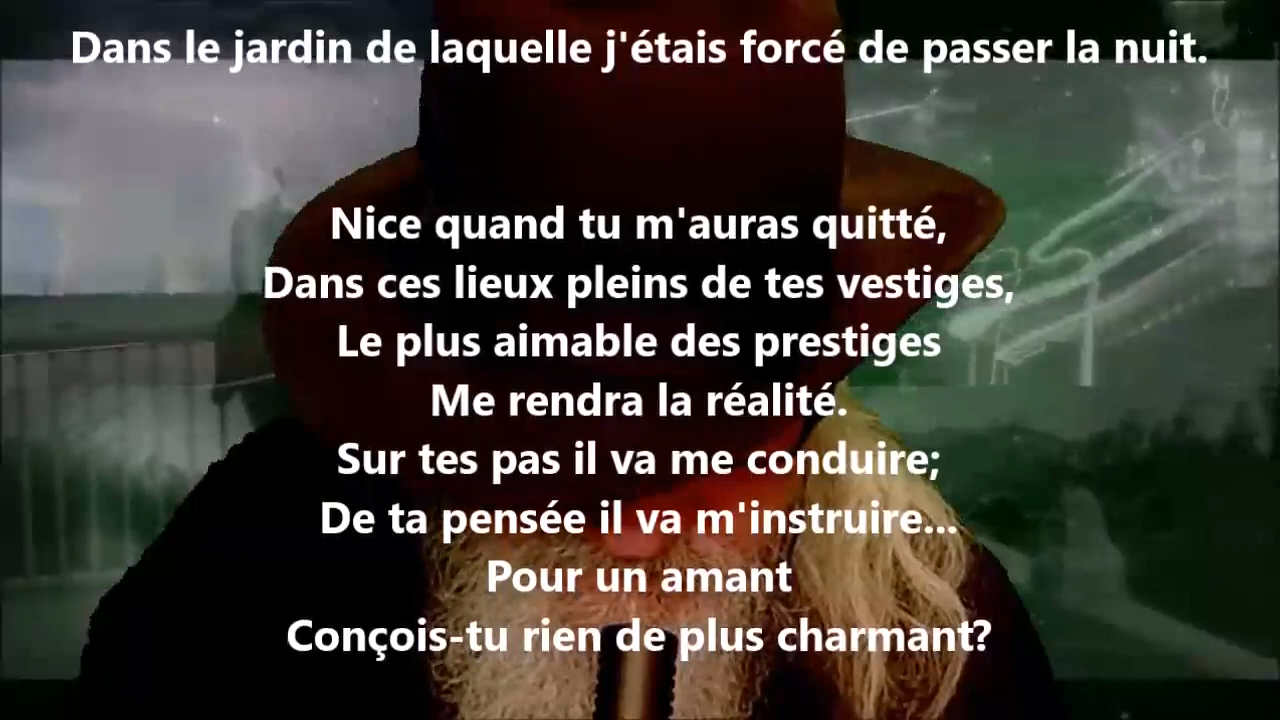 Dans le jardin de laquelle j'étais forcé de passer la nuit.
Nice quand tu m'auras quitté,
Dans ces lieux pleins de tes vestiges,
Le plus aimable des prestiges
Me rendra la réalité.
Sur tes pas il va me conduire;
De ta pensée il va m'instruire...
Pour un amant
Conçois-tu rien de plus charmant?